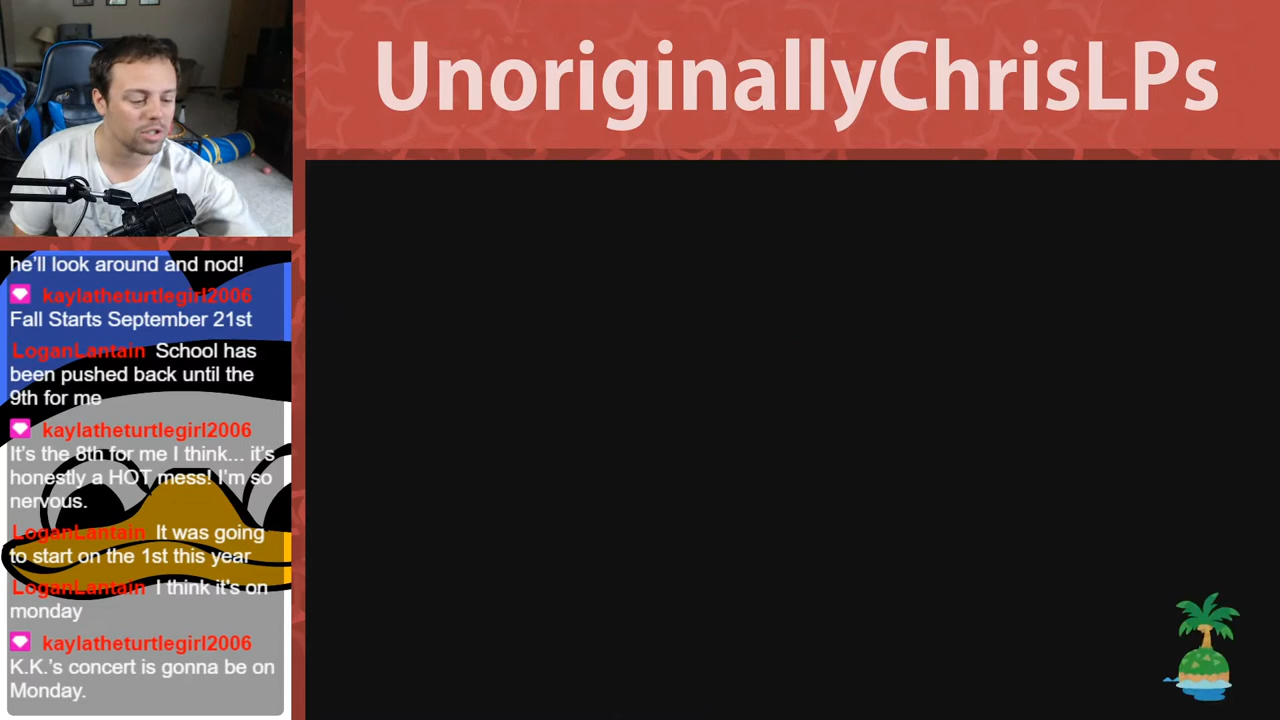 UnoriginallyChrisLPs
he'll look around and nod!
kaylatheturtlegirl2006
Fall Starts September 21st
LoganLantain School has
been pushed back until the
9th for me
kaylatheturtlegirl2006
It's the 8th for me I think... it's
honestly a HOT mess! I'm so
nervous.
LoganLantain It was going
to start on the 1st this year
LoganLantain I think it's on
monday
kaylatheturtlegirl2006
K.K.'s concert is gonna be on
Monday.